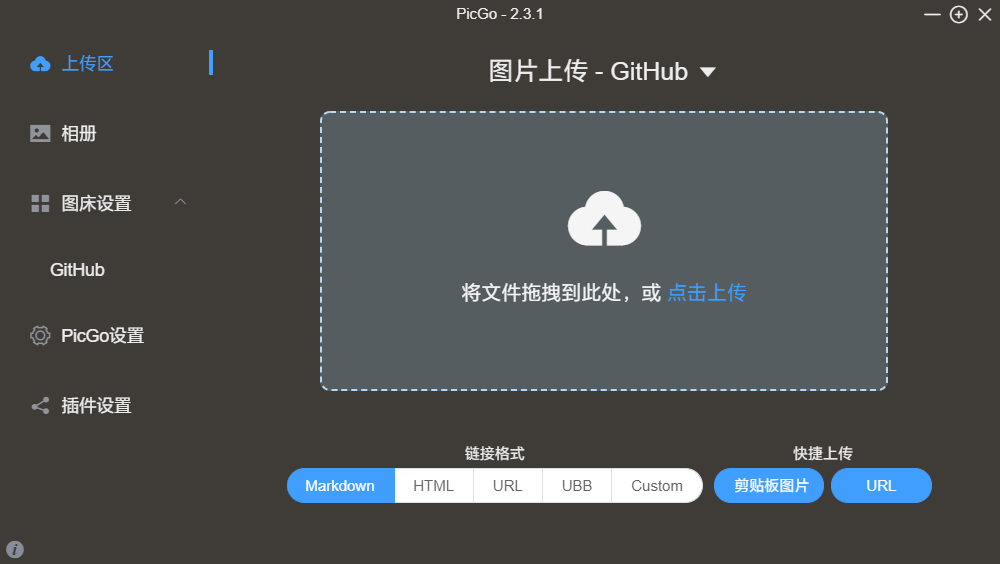 PicGo - 2.3.1
上传区
相册
图床设置
GitHub
PicGo设置
插件设置
图片上传 - GitHub
将文件拖拽到此处，或 点击上传
链接格式
Markdown HTML URL UBB Custom
快捷上传
剪贴板图片 URL